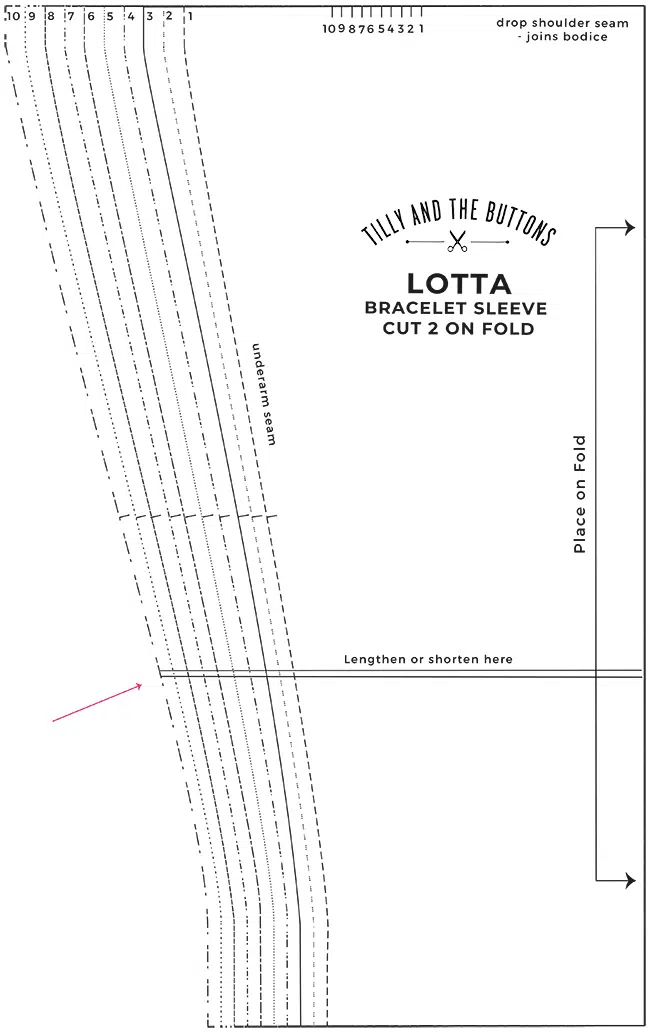 10 9 8 7 6 5 4 3 2 1
10 9 8 7 6 5 4 3 2 1
drop shoulder seam
- joins bodice
TILLY AND THE BUTTONS
LOTTA
BRACELET SLEEVE
CUT 2 ON FOLD
underarm seam
Place on Fold
Lengthen or shorten here